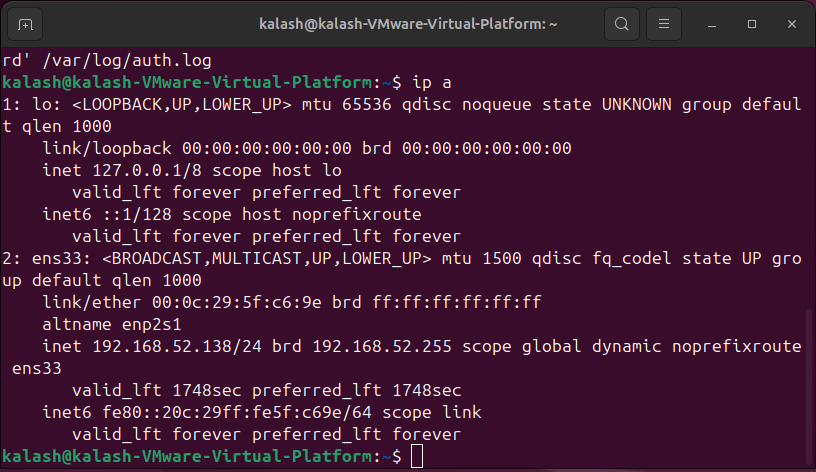 kalash@kalash-VMware-Virtual-Platform: ~
rd' /var/log/auth.log
kalash@kalash-VMware-Virtual-Platform:~$ ip a
1: lo: <LOOPBACK,UP,LOWER_UP> mtu 65536 qdisc noqueue state UNKNOWN group defaul
t qlen 1000
    link/loopback 00:00:00:00:00:00 brd 00:00:00:00:00:00
    inet 127.0.0.1/8 scope host lo
       valid_lft forever preferred_lft forever
    inet6 ::1/128 scope host noprefixroute
       valid_lft forever preferred_lft forever
2: ens33: <BROADCAST,MULTICAST,UP,LOWER_UP> mtu 1500 qdisc fq_codel state UP gro
up default qlen 1000
    link/ether 00:0c:29:5f:c6:9e brd ff:ff:ff:ff:ff:ff
    altname enp2s1
    inet 192.168.52.138/24 brd 192.168.52.255 scope global dynamic noprefixroute
 ens33
       valid_lft 1748sec preferred_lft 1748sec
    inet6 fe80::20c:29ff:fe5f:c69e/64 scope link
       valid_lft forever preferred_lft forever
kalash@kalash-VMware-Virtual-Platform:~$